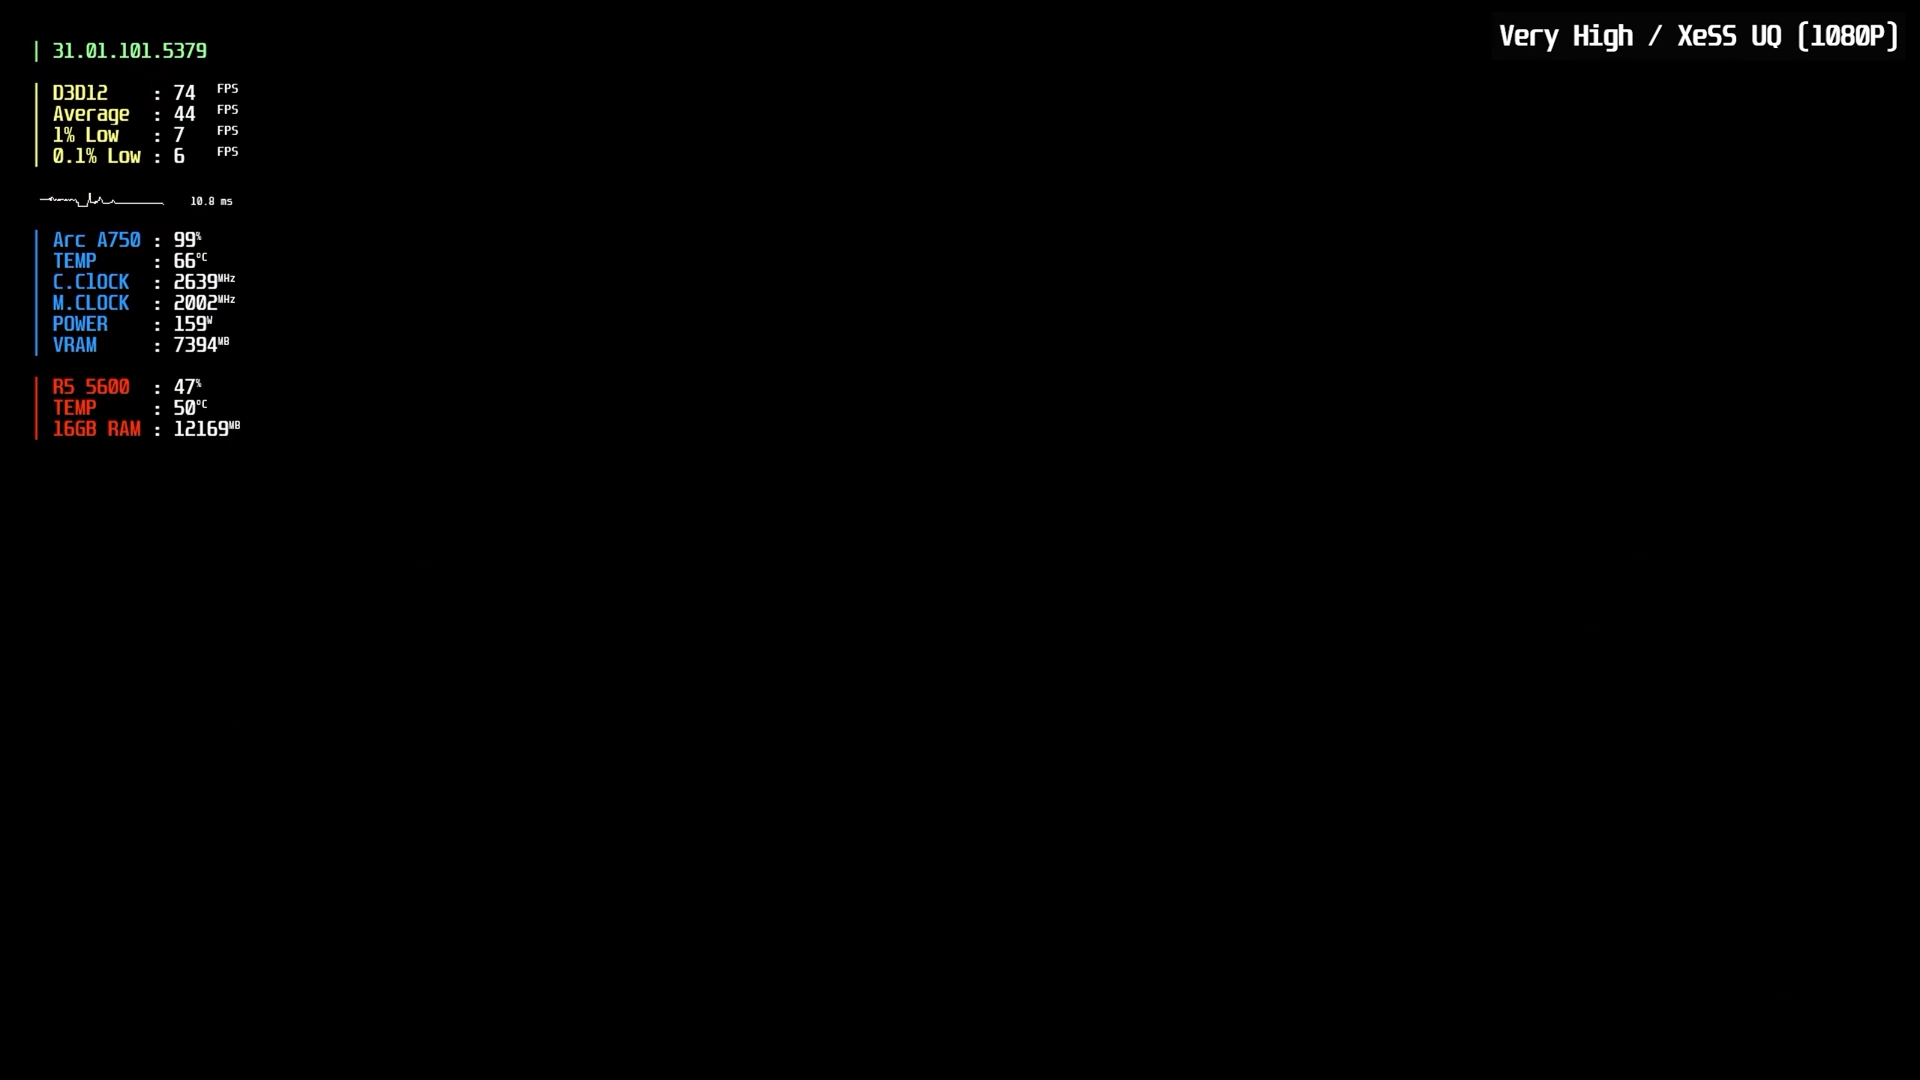 31.01.101.5379
Very High / XeSS UQ [1080P]
D3D12 : 74 FPS
Average : 44 FPS
1% Low : 7 FPS
0.1% Low : 6 FPS
10.8 ms
Arc A750 : 99%
TEMP : 66°C
C.ClOCK : 2639MHz
M.CLOCK : 2002MHz
POWER : 159W
VRAM : 7394MB
R5 5600 : 47%
TEMP : 50°C
16GB RAM : 12169MB